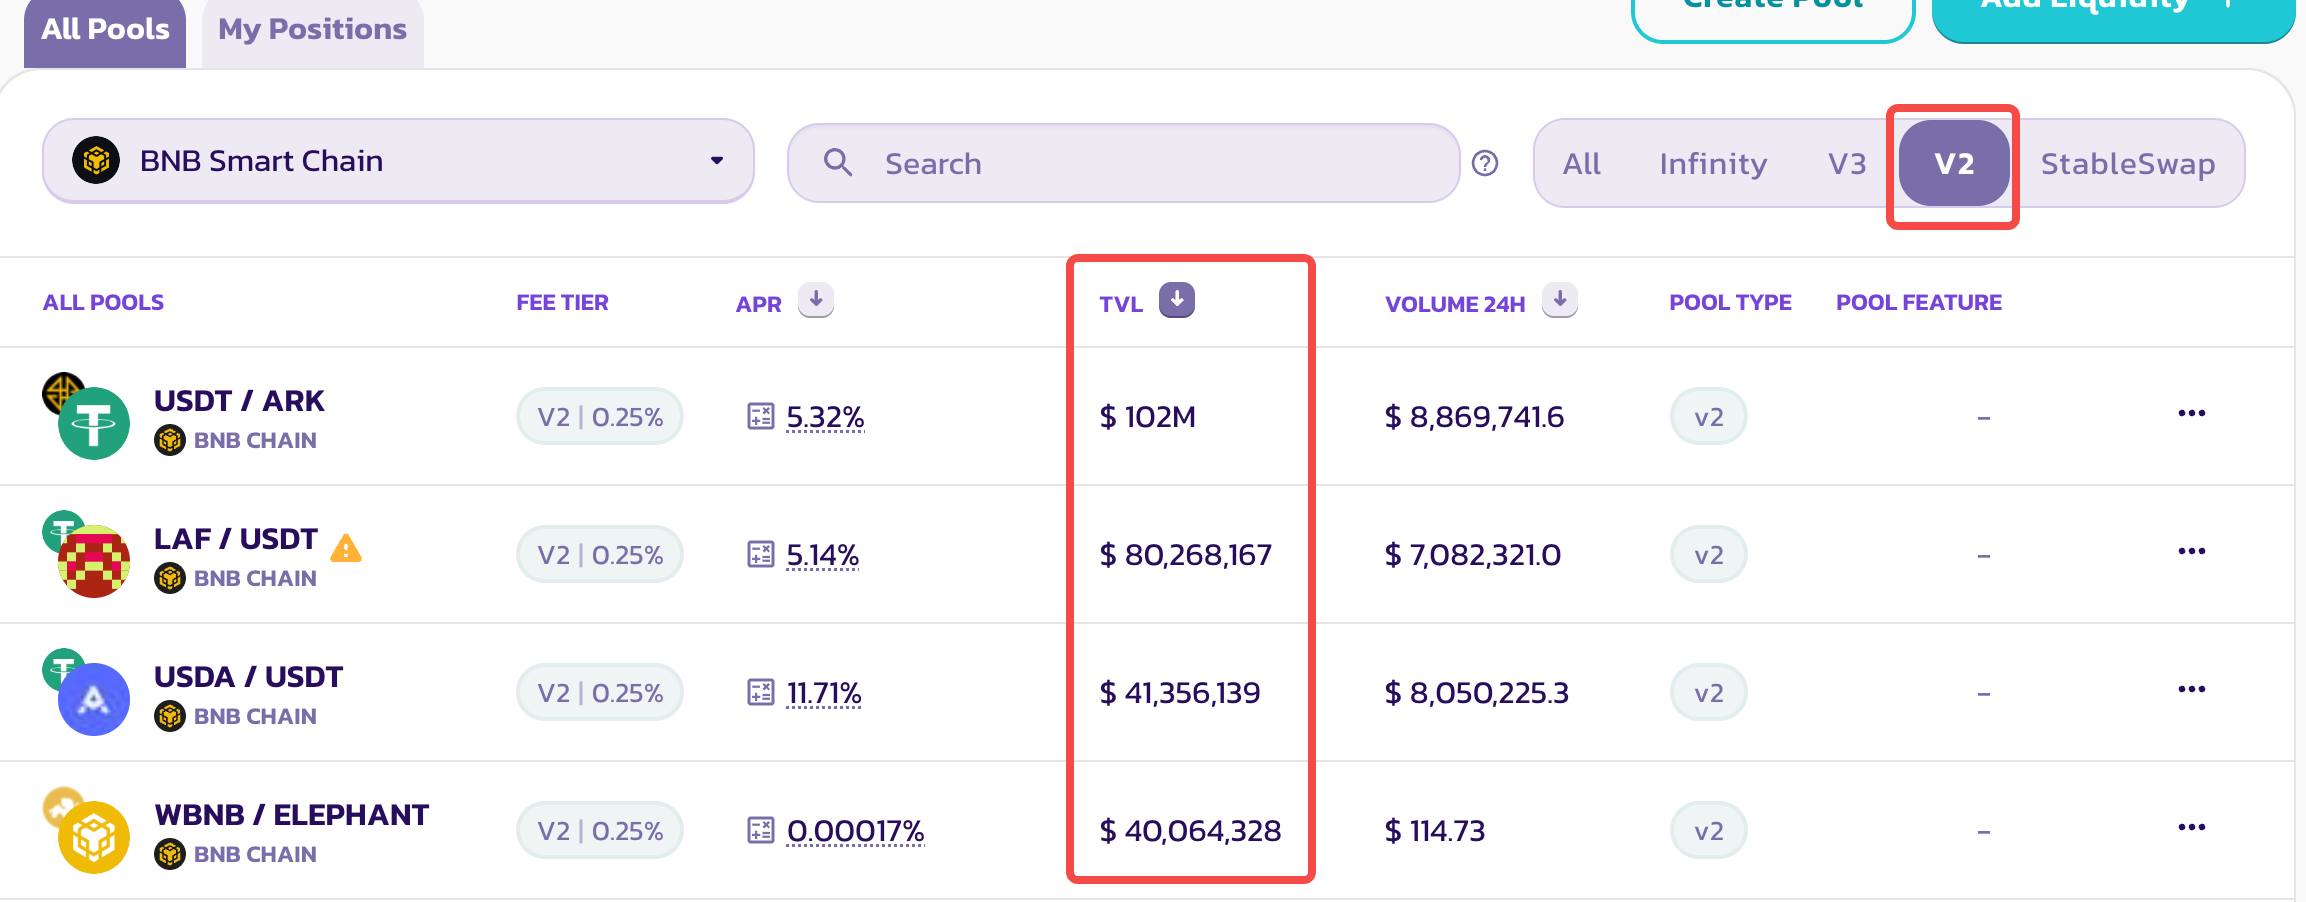 All Pools My Positions Create Pool Add Liquidity
BNB Smart Chain Search All Infinity V3 V2 StableSwap
ALL POOLS FEE TIER APR TVL VOLUME 24H POOL TYPE POOL FEATURE
USDT / ARK
BNB CHAIN
V2 | 0.25% 5.32% $ 102M $ 8,869,741.6 v2 –
LAF / USDT
BNB CHAIN
V2 | 0.25% 5.14% $ 80,268,167 $ 7,082,321.0 v2 –
USDA / USDT
BNB CHAIN
V2 | 0.25% 11.71% $ 41,356,139 $ 8,050,225.3 v2 –
WBNB / ELEPHANT
BNB CHAIN
V2 | 0.25% 0.00017% $ 40,064,328 $ 114.73 v2 –